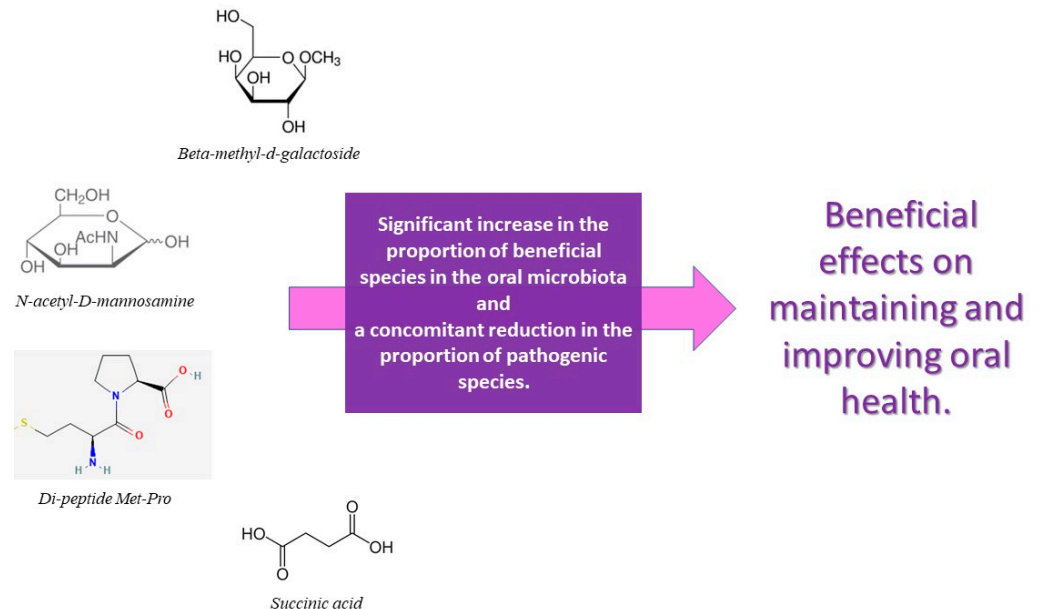 HO
HO
O
OCH3
OH
OH
Beta-methyl-d-galactoside
CH2OH
O
AcHN
OH
OH
OH
N-acetyl-D-mannosamine
O
H
N
O
S
O
N
H
H
Di-peptide Met-Pro
O
HO
OH
O
Succinic acid
Significant increase in the
proportion of beneficial
species in the oral microbiota
and
a concomitant reduction in the
proportion of pathogenic
species.
Beneficial
effects on
maintaining and
improving oral
health.